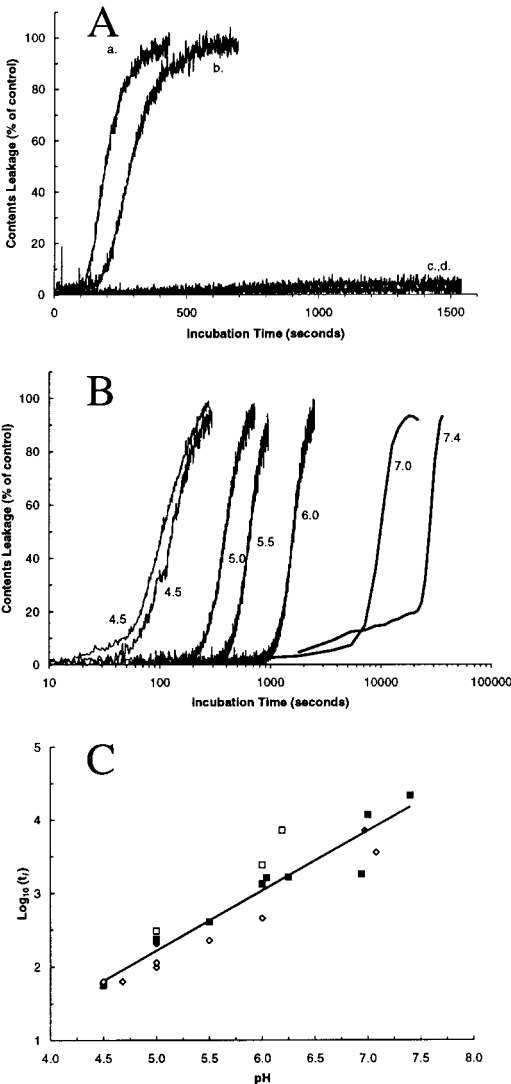 A
Contents Leakage (% of control)
100
80
60
40
20
0
a.
b.
c.,d.
0 500 1000 1500
Incubation Time (seconds)
B
Contents Leakage (% of control)
100
80
60
40
20
0
4.5
4.5
5.0
5.5
6.0
7.0
7.4
10 100 1000 10000 100000
Incubation Time (seconds)
C
Log10 (tl)
5
4
3
2
1
4.0 4.5 5.0 5.5 6.0 6.5 7.0 7.5 8.0
pH